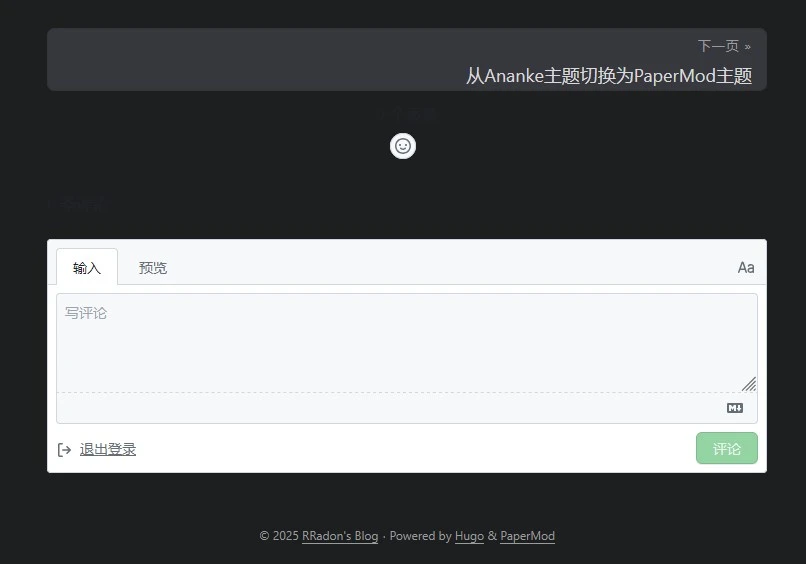 下一页 »
从Ananke主题切换为PaperMod主题
输入 预览 Aa
写评论
退出登录 评论
© 2025 RRadon's Blog · Powered by Hugo & PaperMod